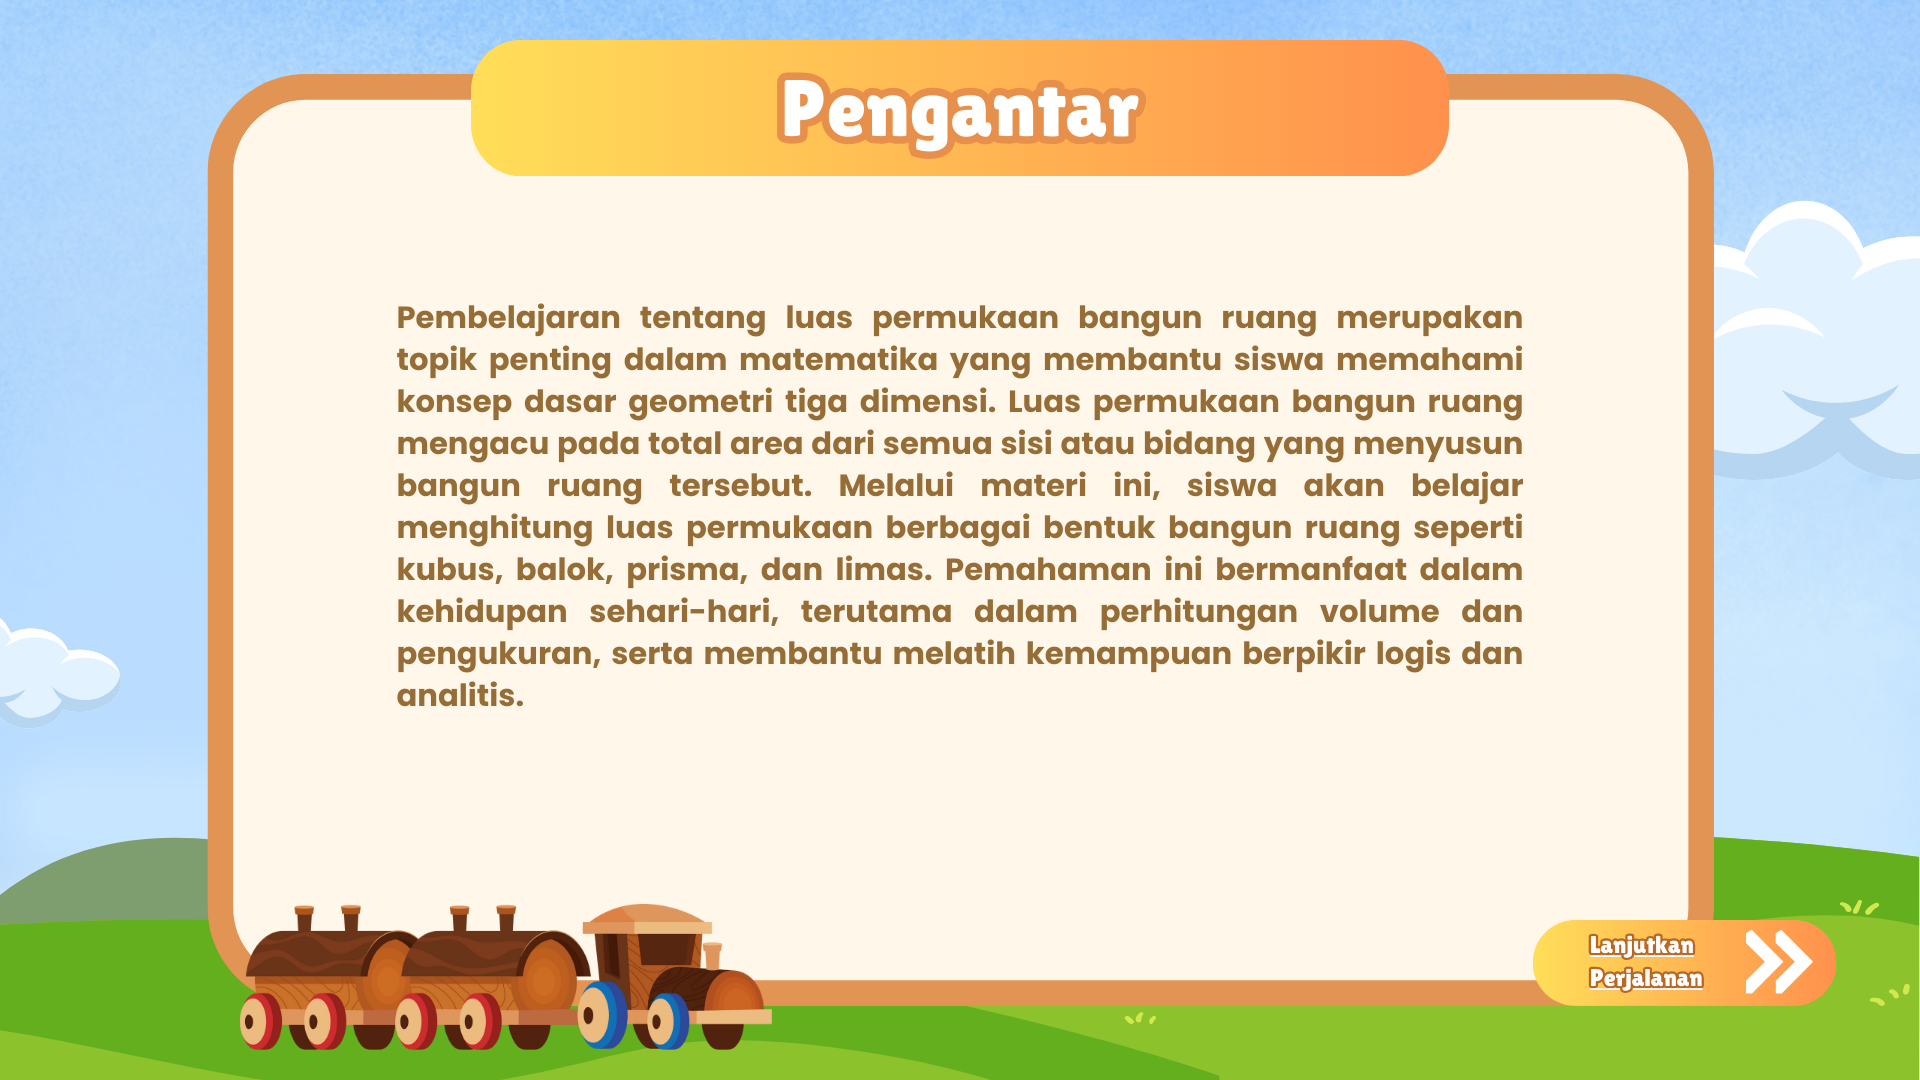 Pengantar
Pembelajaran tentang luas permukaan bangun ruang merupakan
topik penting dalam matematika yang membantu siswa memahami
konsep dasar geometri tiga dimensi. Luas permukaan bangun ruang
mengacu pada total area dari semua sisi atau bidang yang menyusun
bangun ruang tersebut. Melalui materi ini, siswa akan belajar
menghitung luas permukaan berbagai bentuk bangun ruang seperti
kubus, balok, prisma, dan limas. Pemahaman ini bermanfaat dalam
kehidupan sehari-hari, terutama dalam perhitungan volume dan
pengukuran, serta membantu melatih kemampuan berpikir logis dan
analitis.
Lanjutkan
Perjalanan